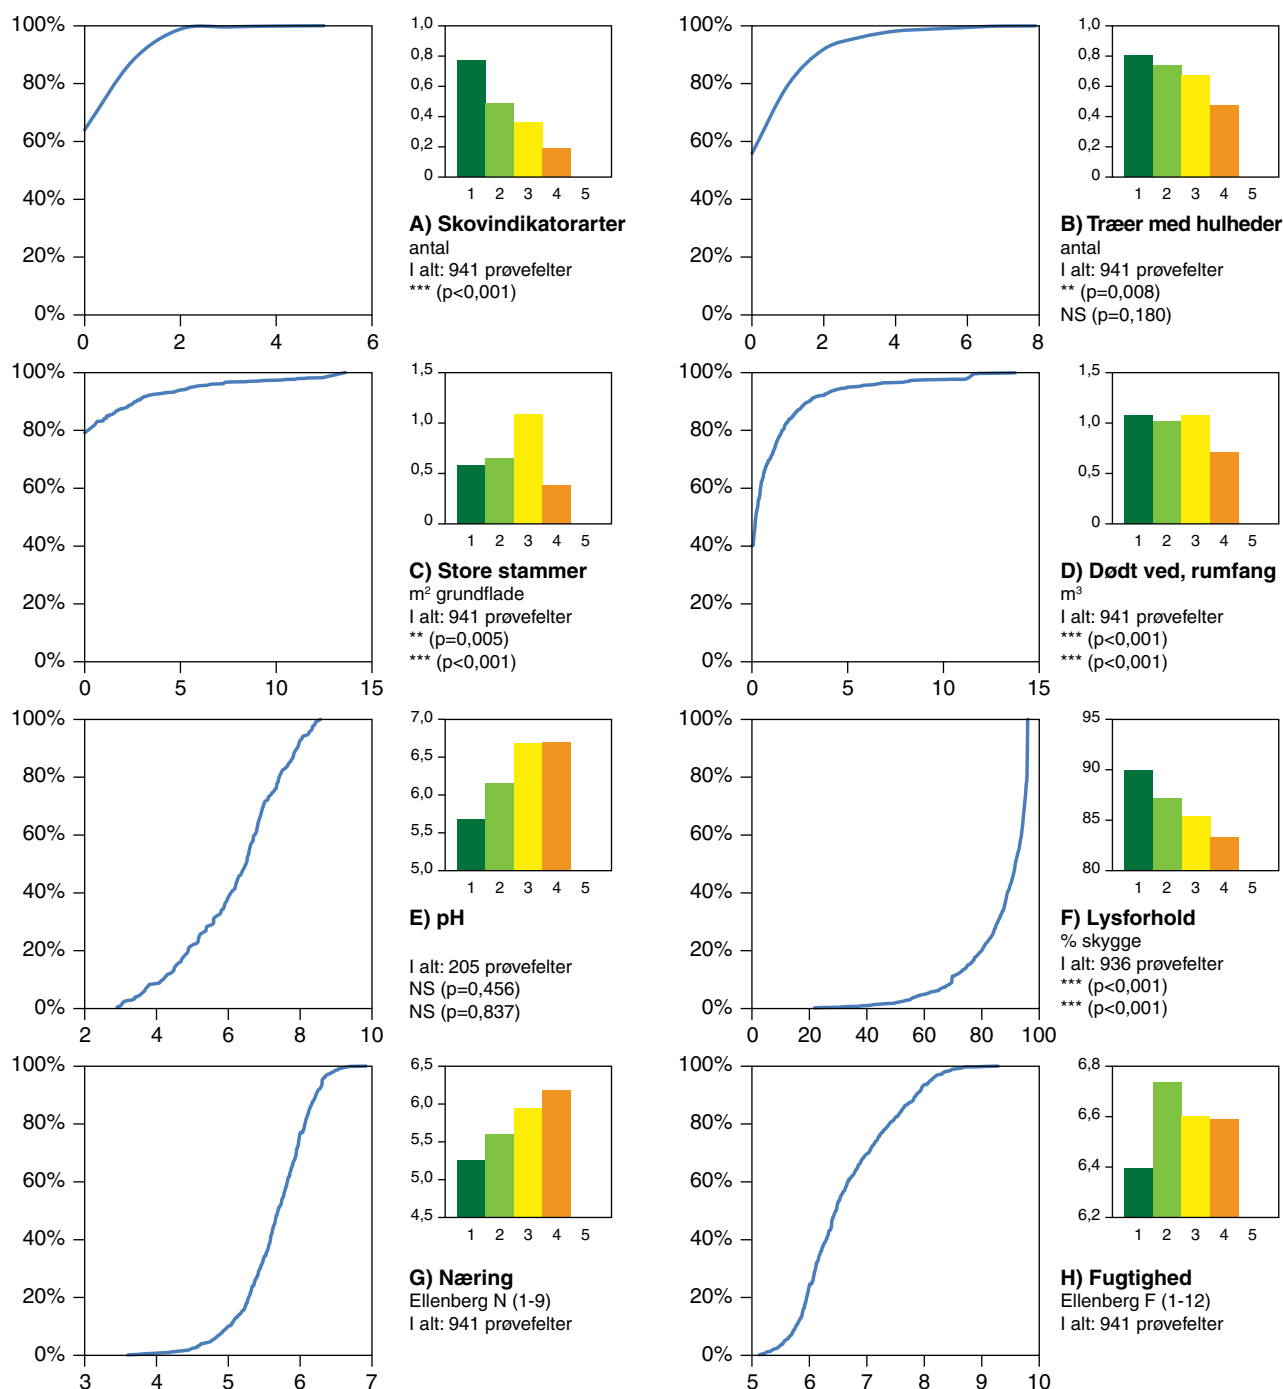 100%
80%
60%
40%
20%
0%
0
2
4
6
1,0
0,8
0,6
0,4
0,2
0
1 2 3 4 5
A) Skovindikatorarter
antal
I alt: 941 prøvefelter
*** (p<0,001)
100%
80%
60%
40%
20%
0%
0 2 4 6 8
1,0
0,8
0,6
0,4
0,2
0
1 2 3 4 5
B) Træer med hulheder
antal
I alt: 941 prøvefelter
** (p=0,008)
NS (p=0,180)
100%
80%
60%
40%
20%
0%
0 5 10 15
1,5
1,0
0,5
0
1 2 3 4 5
C) Store stammer
m² grundflade
I alt: 941 prøvefelter
** (p=0,005)
*** (p<0,001)
100%
80%
60%
40%
20%
0%
0 5 10 15
1,5
1,0
0,5
0
1 2 3 4 5
D) Dødt ved, rumfang
m³
I alt: 941 prøvefelter
*** (p<0,001)
*** (p<0,001)
100%
80%
60%
40%
20%
0%
2 4 6 8 10
7,0
6,5
6,0
5,5
5,0
1 2 3 4 5
E) pH
I alt: 205 prøvefelter
NS (p=0,456)
NS (p=0,837)
100%
80%
60%
40%
20%
0%
0 20 40 60 80 100
95
90
85
80
1 2 3 4 5
F) Lysforhold
% skygge
I alt: 936 prøvefelter
*** (p<0,001)
*** (p<0,001)
100%
80%
60%
40%
20%
0%
3 4 5 6 7
6,5
6,0
5,5
5,0
4,5
1 2 3 4 5
G) Næring
Ellenberg N (1-9)
I alt: 941 prøvefelter
100%
80%
60%
40%
20%
0%
5 6 7 8 9 10
6,8
6,6
6,4
6,2
1 2 3 4 5
H) Fugtighed
Ellenberg F (1-12)
I alt: 941 prøvefelter